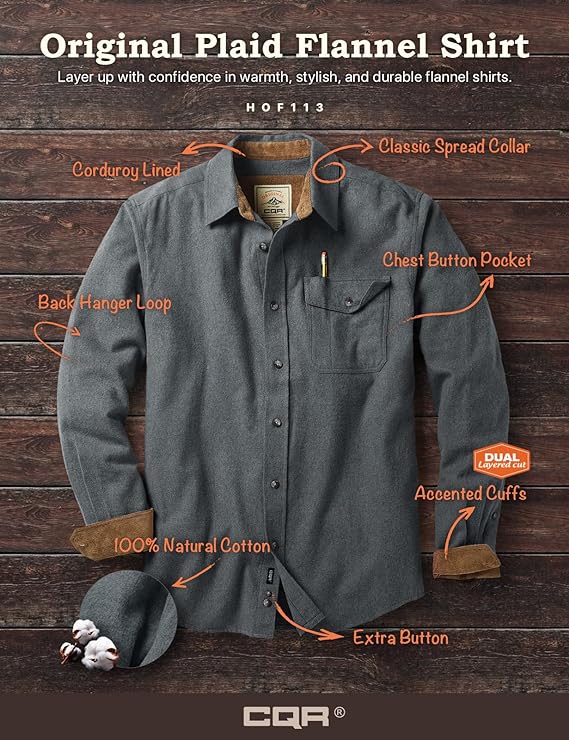 Original Plaid Flannel Shirt
Layer up with confidence in warmth, stylish, and durable flannel shirts.
HOF113
Classic Spread Collar
Corduroy Lined
CQR
Chest Button Pocket
Back Hanger Loop
DUAL
Layered cut
Accented Cuffs
100% Natural Cotton
Extra Button
CQR®